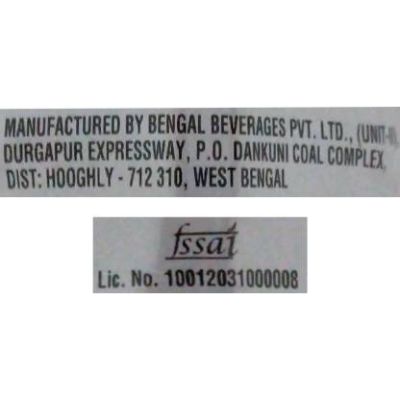 MANUFACTURED BY BENGAL BEVERAGES PVT. LTD., (UNIT-II),
DURGAPUR EXPRESSWAY, P.O. DANKUNI COAL COMPLEX,
DIST: HOOGHLY - 712 310, WEST BENGAL
fssai
Lic. No. 10012031000008